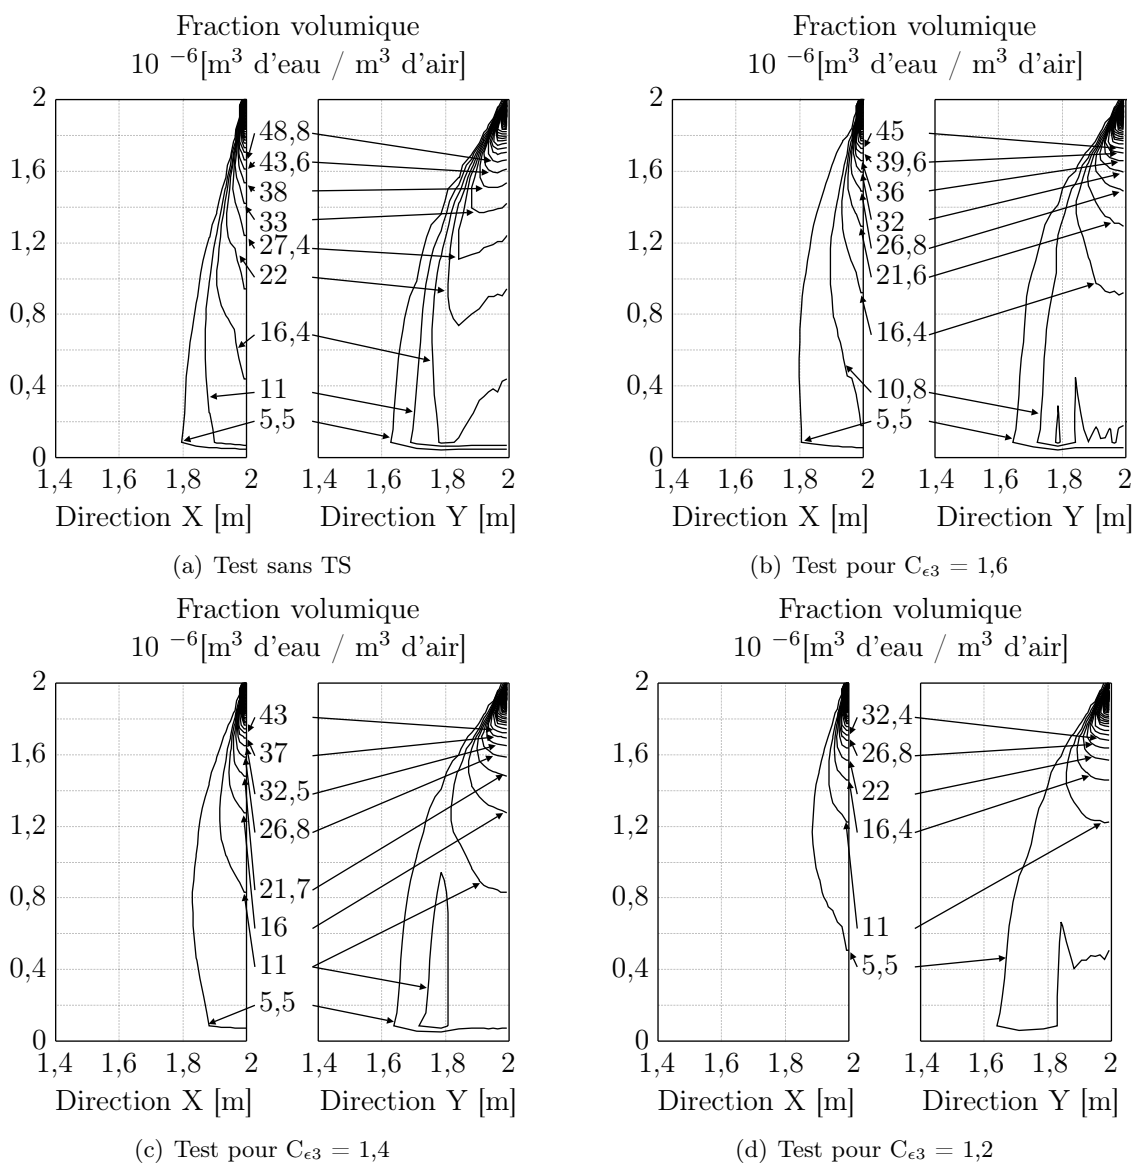 Fraction volumique
10 ⁻⁶[m³ d'eau / m³ d'air]
2
1,6
1,2
0,8
0,4
0
48,8
43,6
38
33
27,4
22
16,4
11
5,5
1,4 1,6 1,8 2
1,4 1,6 1,8 2
Direction X [m]
Direction Y [m]
(a) Test sans TS
Fraction volumique
10 ⁻⁶[m³ d'eau / m³ d'air]
2
1,6
1,2
0,8
0,4
0
45
39,6
36
32
26,8
21,6
16,4
10,8
5,5
1,4 1,6 1,8 2
1,4 1,6 1,8 2
Direction X [m]
Direction Y [m]
(b) Test pour Cϵ3 = 1,6
Fraction volumique
10 ⁻⁶[m³ d'eau / m³ d'air]
2
1,6
1,2
0,8
0,4
0
43
37
32,5
26,8
21,7
16
11
5,5
1,4 1,6 1,8 2
1,4 1,6 1,8 2
Direction X [m]
Direction Y [m]
(c) Test pour Cϵ3 = 1,4
Fraction volumique
10 ⁻⁶[m³ d'eau / m³ d'air]
2
1,6
1,2
0,8
0,4
0
32,4
26,8
22
16,4
11
5,5
1,4 1,6 1,8 2
1,4 1,6 1,8 2
Direction X [m]
Direction Y [m]
(d) Test pour Cϵ3 = 1,2